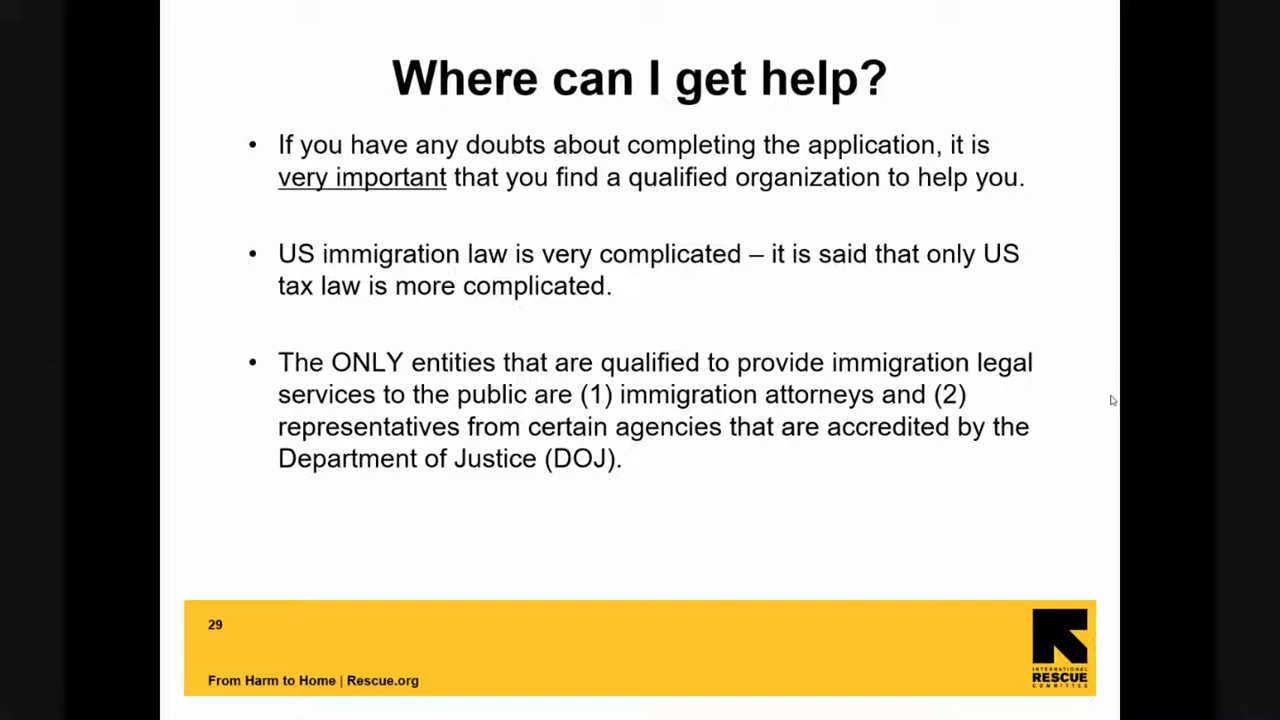 Where can I get help?
• If you have any doubts about completing the application, it is
very important that you find a qualified organization to help you.
• US immigration law is very complicated – it is said that only US
tax law is more complicated.
• The ONLY entities that are qualified to provide immigration legal
services to the public are (1) immigration attorneys and (2)
representatives from certain agencies that are accredited by the
Department of Justice (DOJ).
29
From Harm to Home | Rescue.org
INTERNATIONAL
RESCUE
COMMITTEE